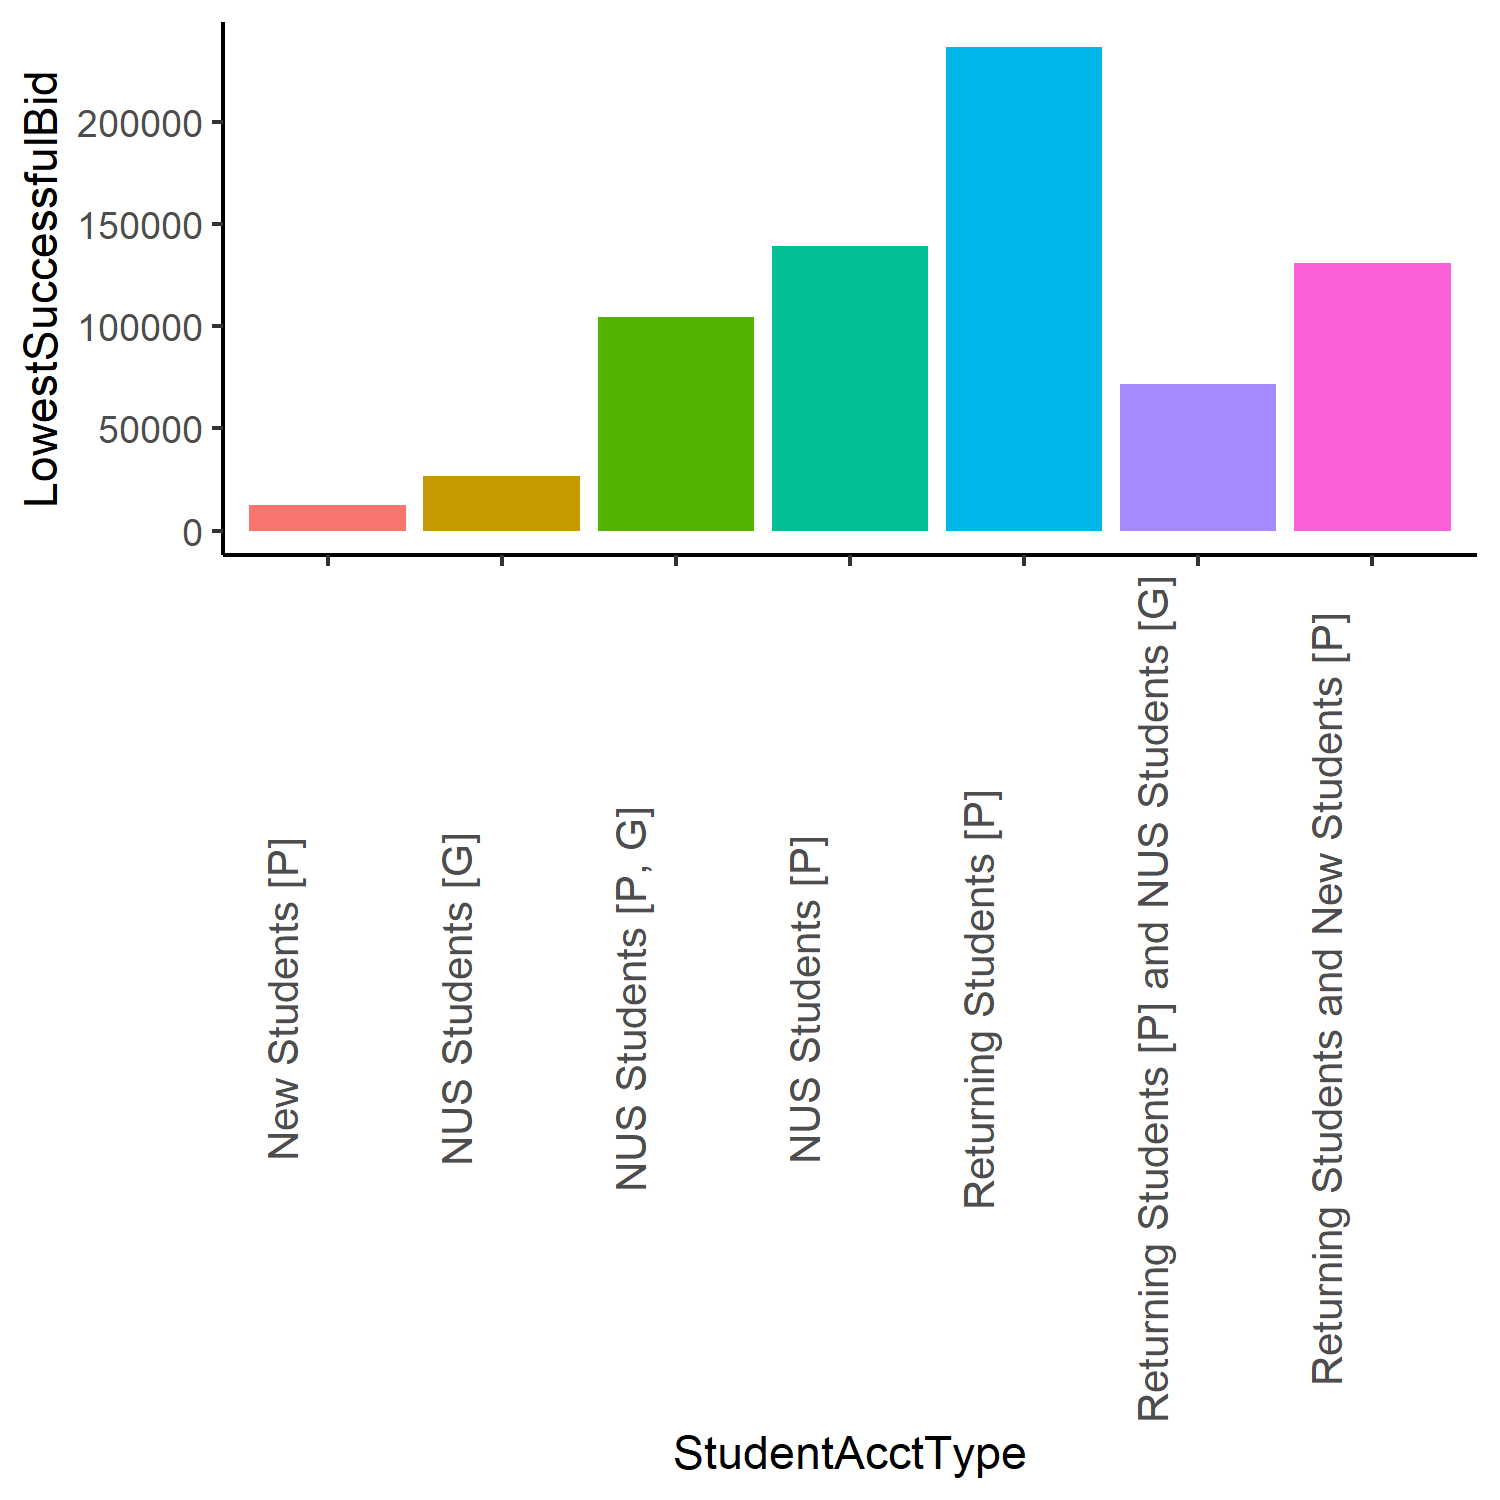 LowestSuccessfulBid
200000
150000
100000
50000
0
New Students [P]
NUS Students [G]
NUS Students [P, G]
NUS Students [P]
Returning Students [P]
Returning Students [P] and NUS Students [G]
Returning Students and New Students [P]
StudentAcctType